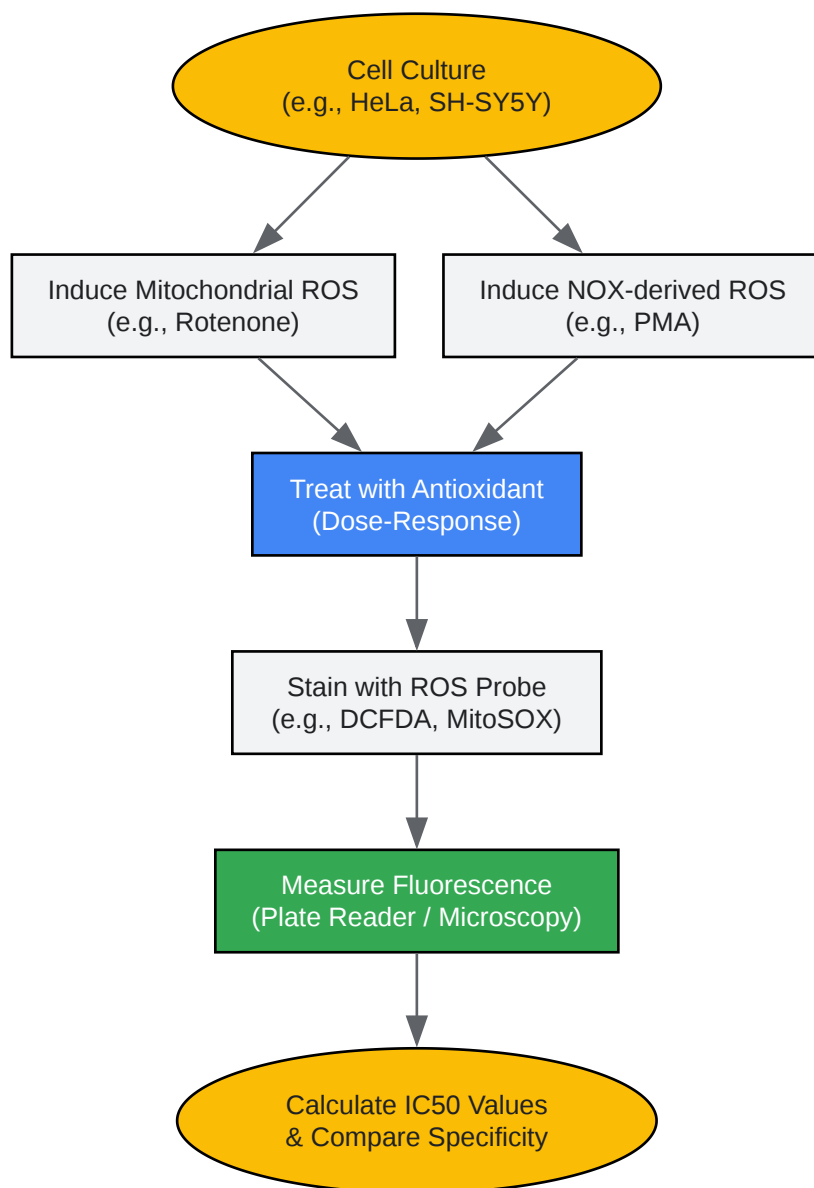 Cell Culture
(e.g., HeLa, SH-SY5Y)
Induce Mitochondrial ROS
(e.g., Rotenone)
Induce NOX-derived ROS
(e.g., PMA)
Treat with Antioxidant
(Dose-Response)
Stain with ROS Probe
(e.g., DCFDA, MitoSOX)
Measure Fluorescence
(Plate Reader / Microscopy)
Calculate IC50 Values
& Compare Specificity